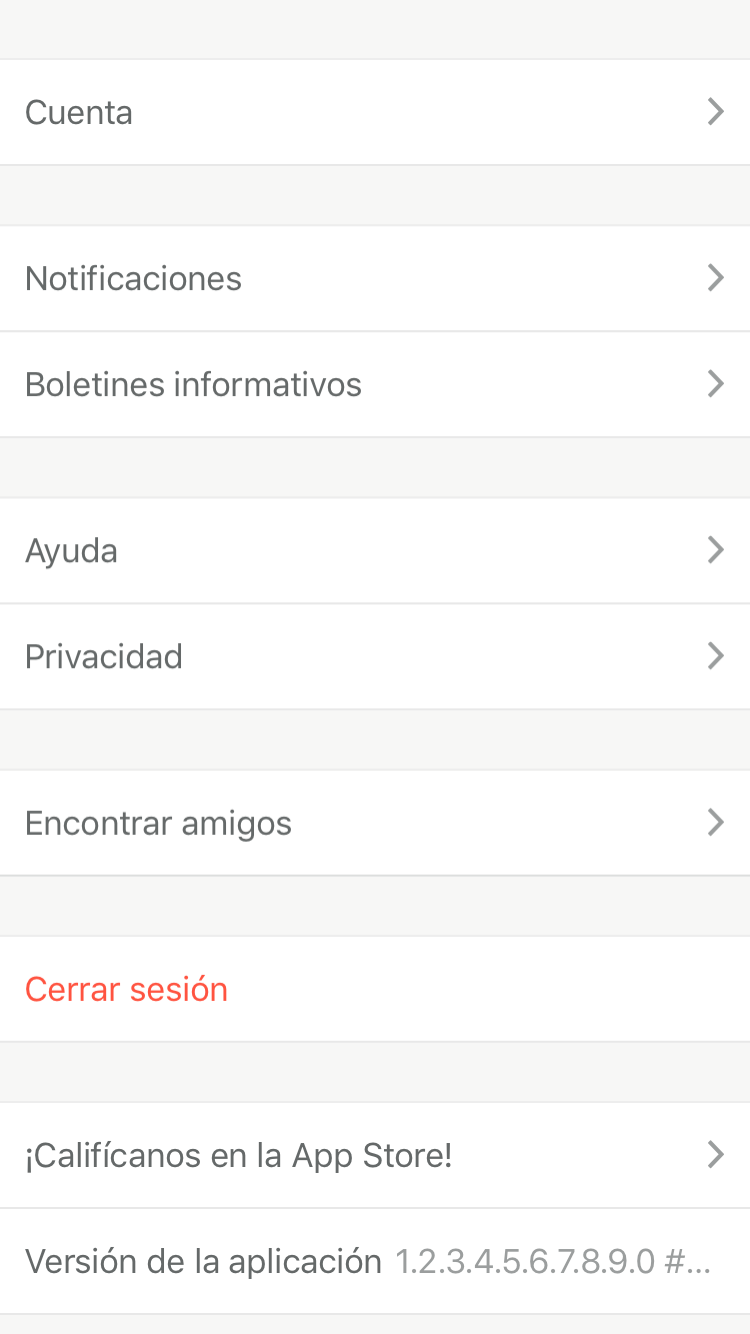 Cuenta
Notificaciones
Boletines informativos
Ayuda
Privacidad
Encontrar amigos
Cerrar sesión
¡Califícanos en la App Store!
Versión de la aplicación 1.2.3.4.5.6.7.8.9.0 #...